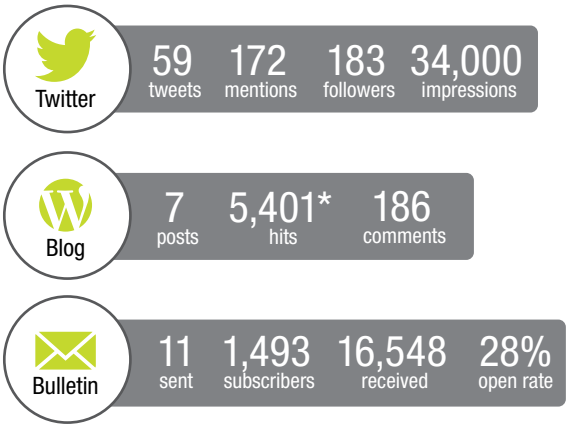 59 172 183 34,000
tweets mentions followers impressions
Twitter
7 5,401* 186
posts hits comments
Blog
11 1,493 16,548 28%
sent subscribers received open rate
Bulletin